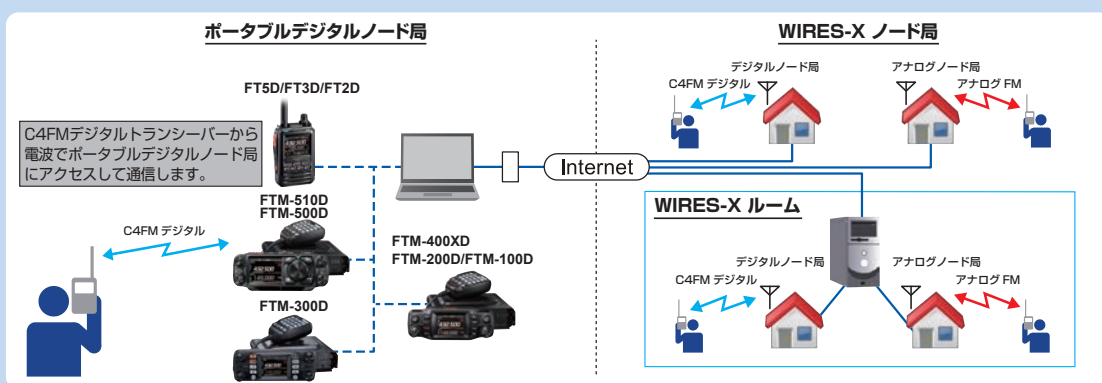 ポータブルデジタルノード局
FT5D/FT3D/FT2D
C4FMデジタルトランシーバーから
電波でポータブルデジタルノード局
にアクセスして通信します。
FTM-510D
FTM-500D
C4FM デジタル
FTM-400XD
FTM-200D/FTM-100D
FTM-300D
Internet
WIRES-X ノード局
デジタルノード局
アナログノード局
C4FM デジタル
アナログ FM
WIRES-X ルーム
デジタルノード局
アナログノード局
C4FM デジタル
アナログ FM